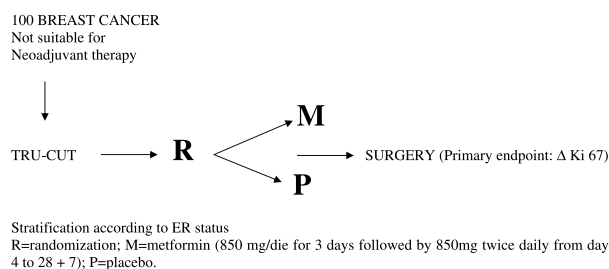 100 BREAST CANCER
Not suitable for
Neoadjuvant therapy
M
TRU-CUT R SURGERY (Primary endpoint: Δ Ki 67)
P
Stratification according to ER status
R=randomization; M=metformin (850 mg/die for 3 days followed by 850mg twice daily from day
4 to 28 + 7); P=placebo.